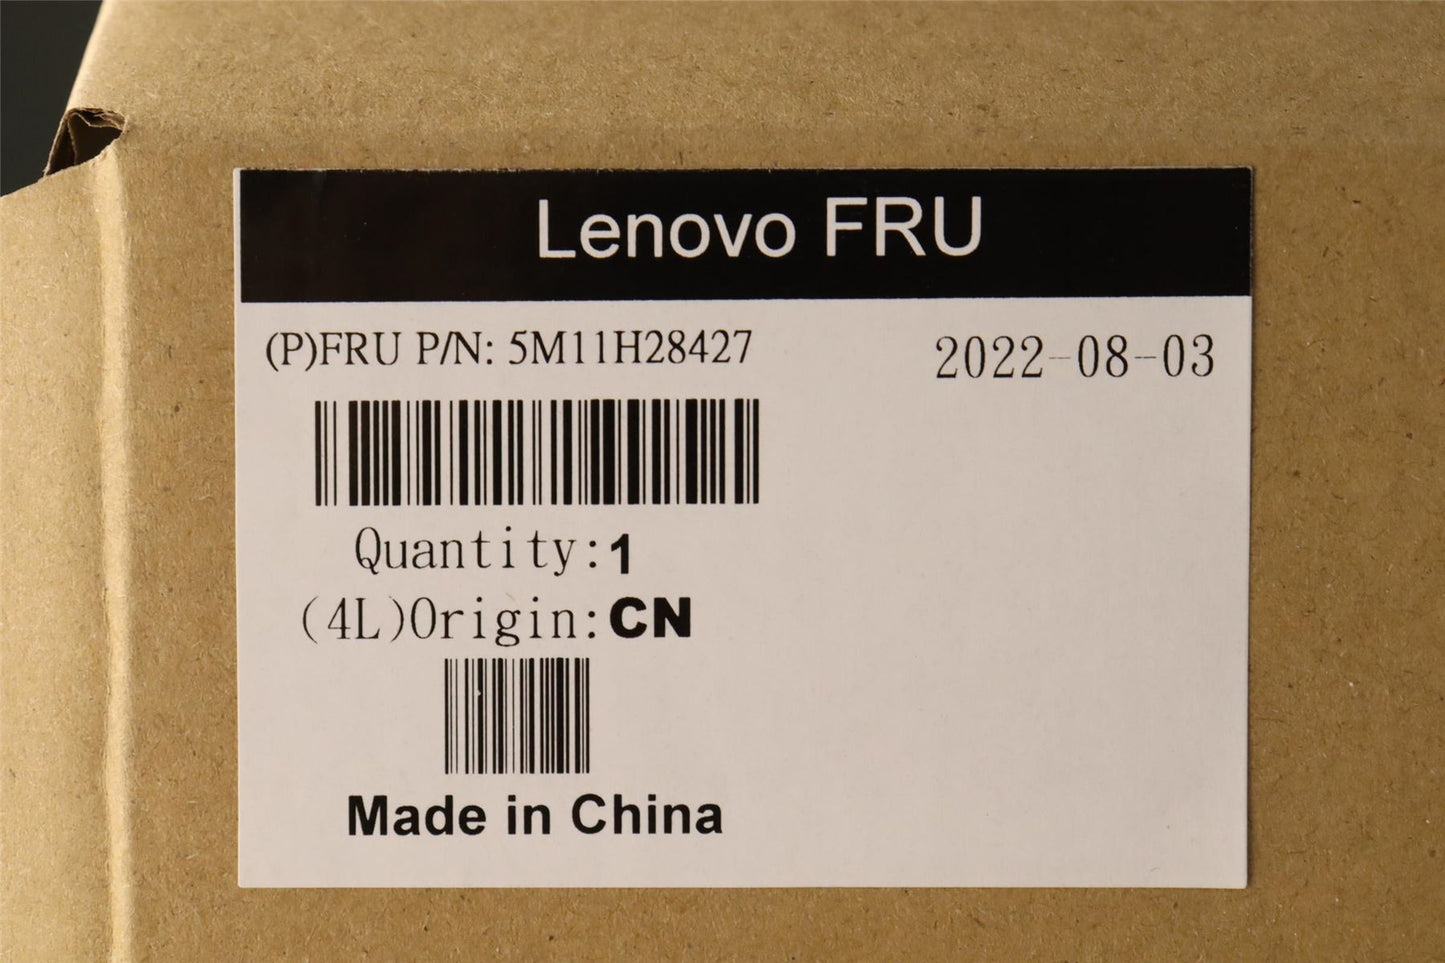 Lenovo FRU
(P)FRU P/N: 5M11H28427
2022-08-03
Quantity:1
(4L)Origin:CN
Made in China